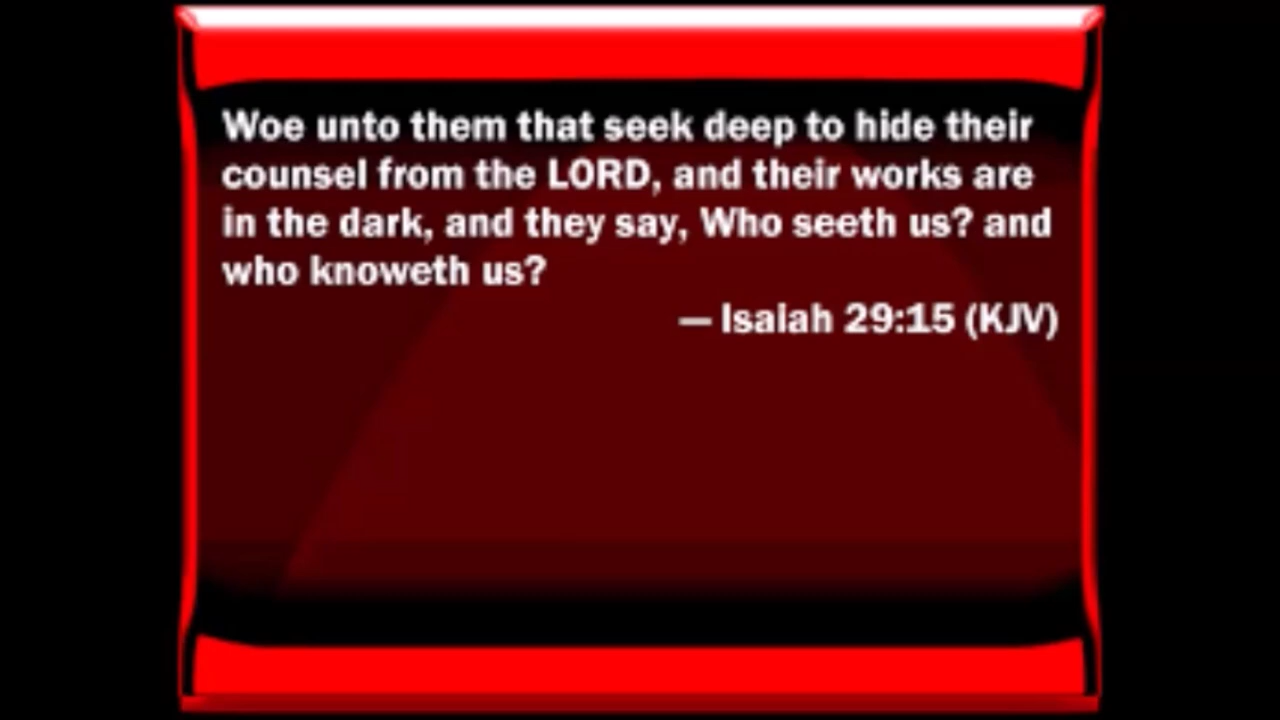 Woe unto them that seek deep to hide their
counsel from the LORD, and their works are
in the dark, and they say, Who seeth us? and
who knoweth us?
— Isaiah 29:15 (KJV)